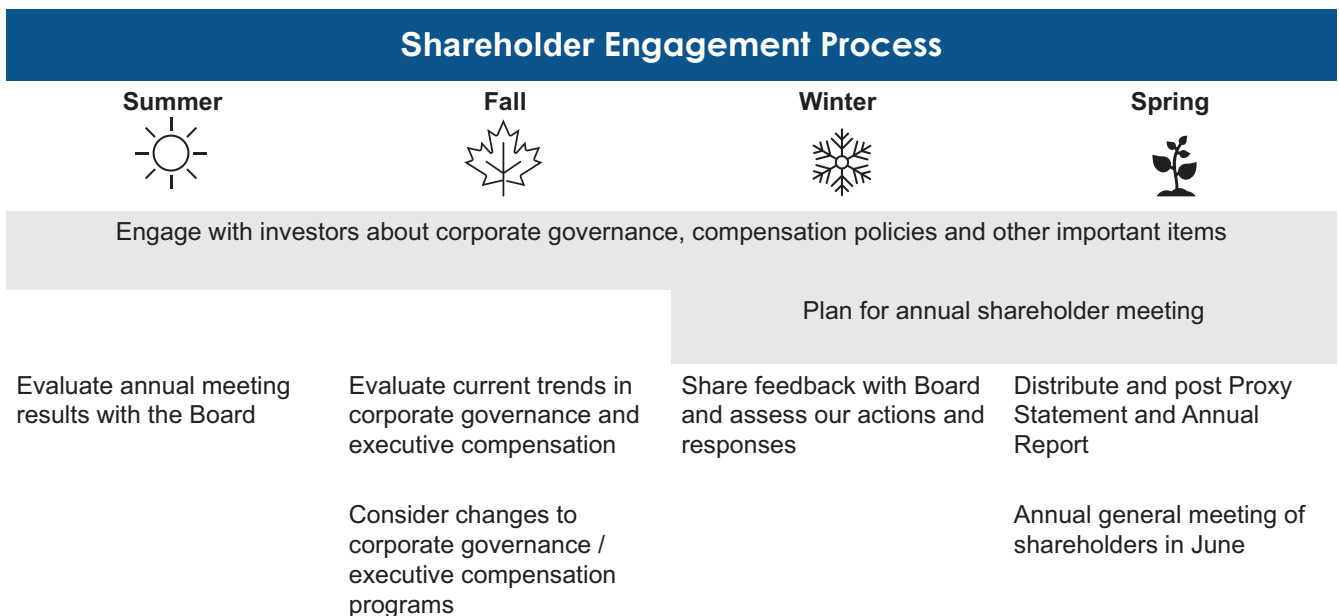 Shareholder Engagement Process
Summer
Fall
Winter
Spring
Engage with investors about corporate governance, compensation policies and other important items
Plan for annual shareholder meeting
Evaluate annual meeting
results with the Board
Evaluate current trends in
corporate governance and
executive compensation
Consider changes to
corporate governance /
executive compensation
programs
Share feedback with Board
and assess our actions and
responses
Distribute and post Proxy
Statement and Annual
Report
Annual general meeting of
shareholders in June